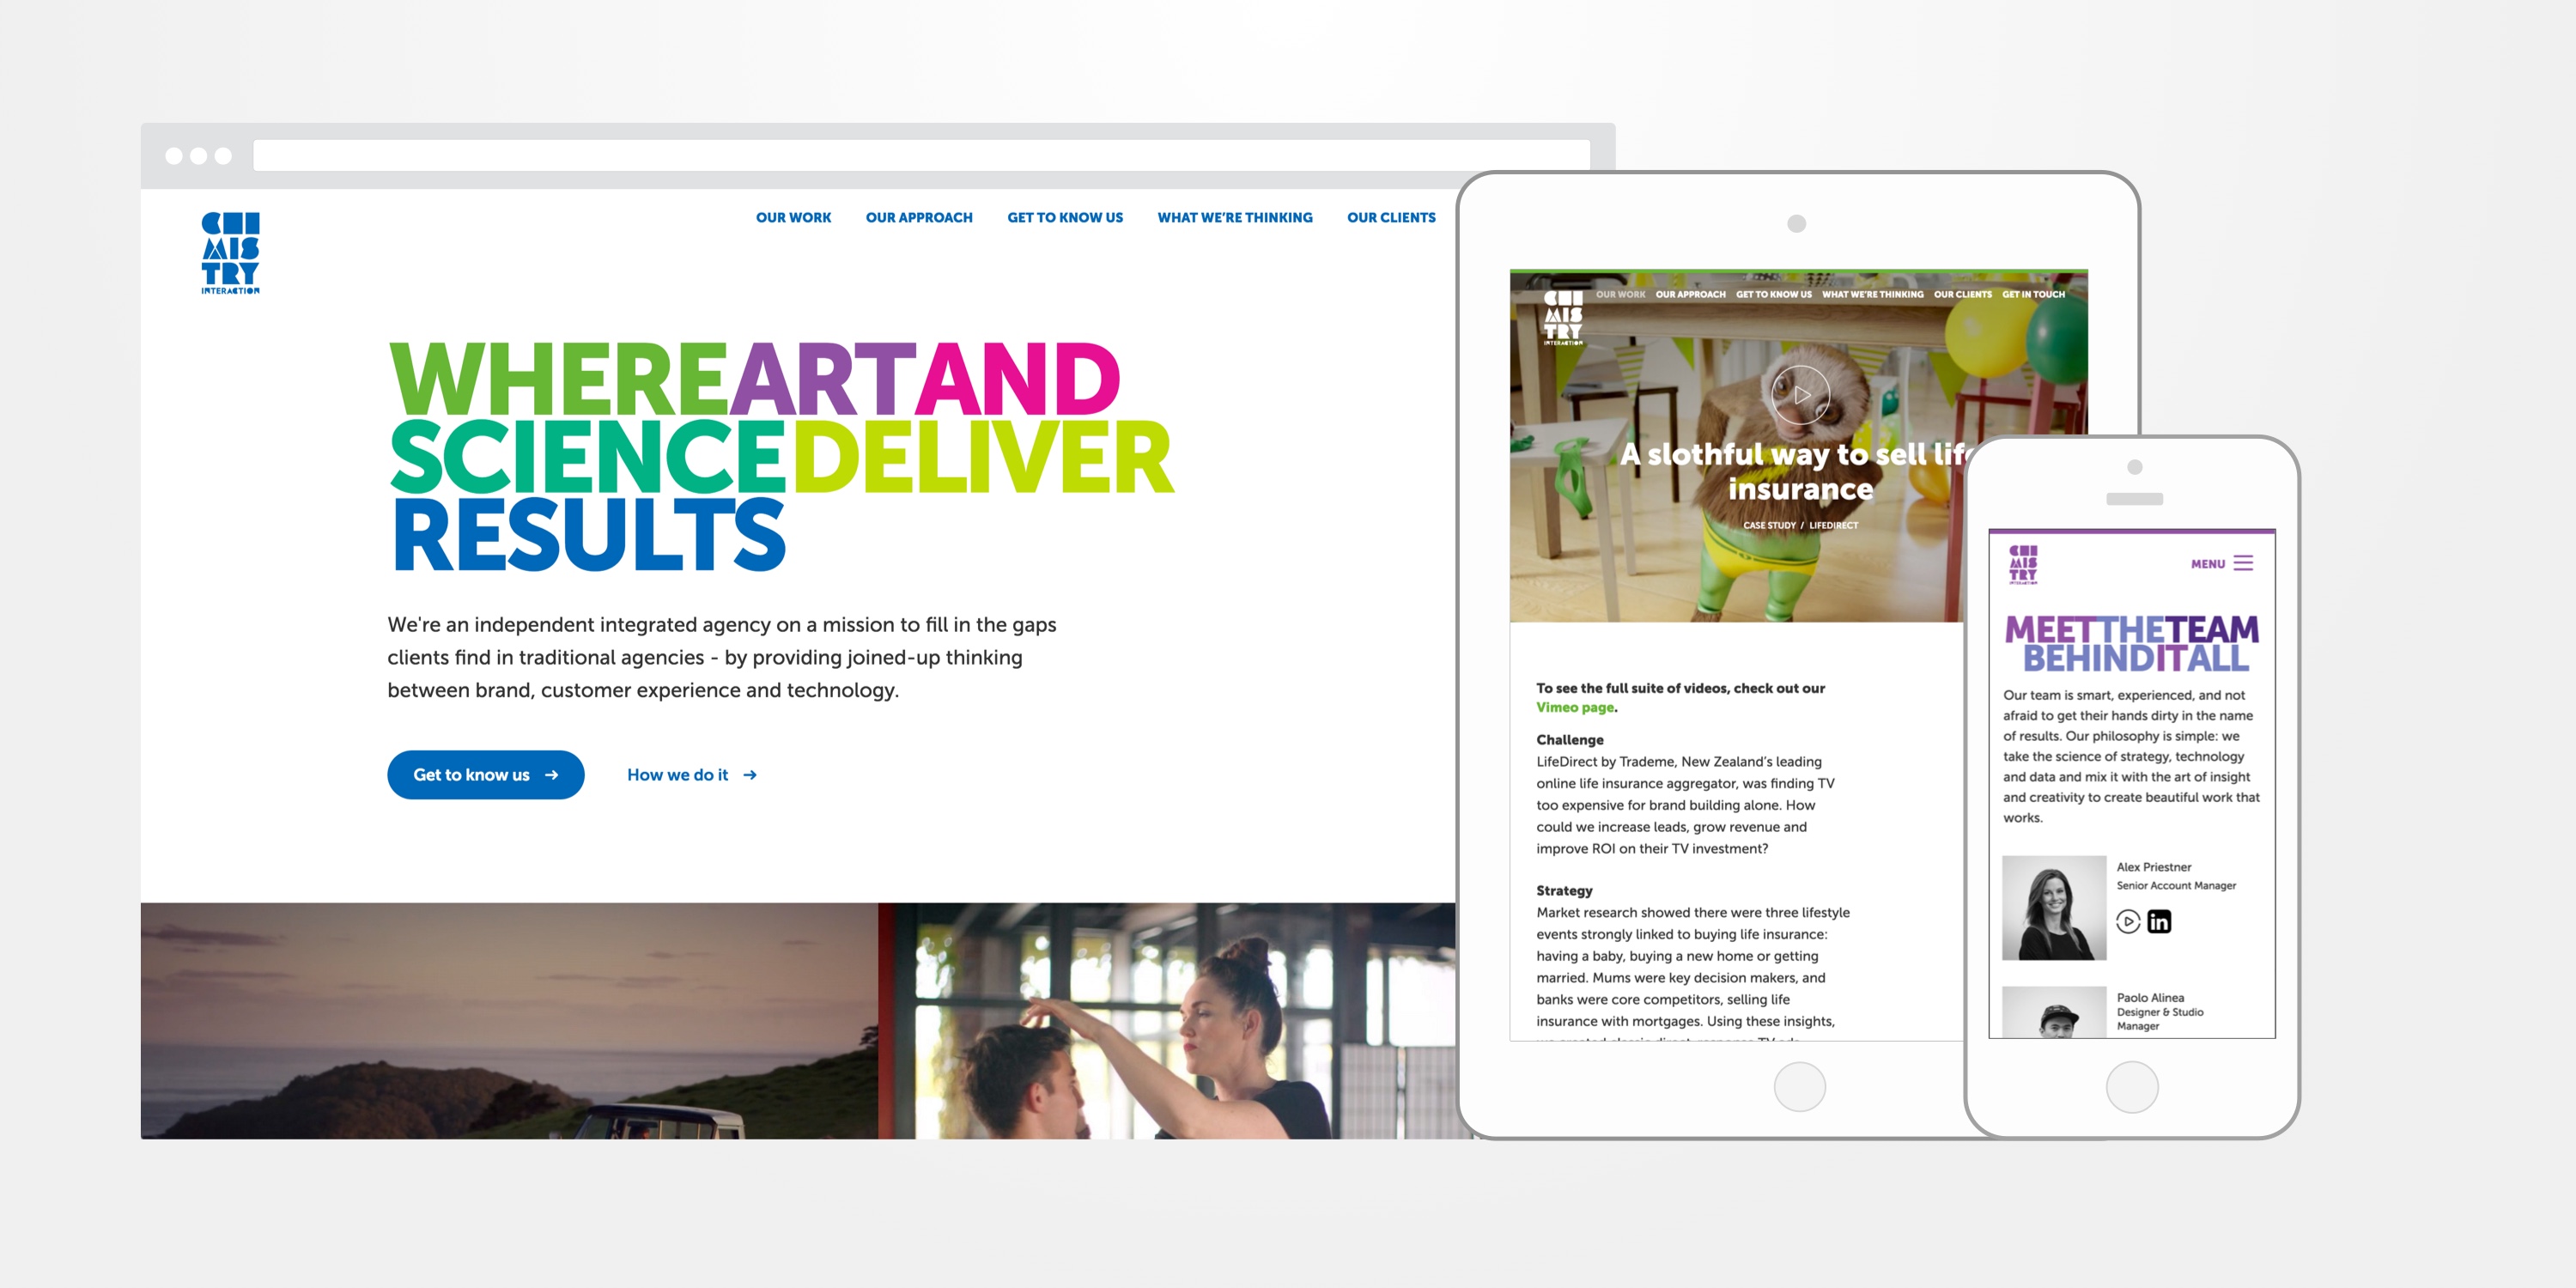 CHI
MIS
TRY
INTERACTION
OUR WORK OUR APPROACH GET TO KNOW US WHAT WE'RE THINKING OUR CLIENTS
WHEREARTAND
SCIENCEDELIVER
RESULTS
We're an independent integrated agency on a mission to fill in the gaps
clients find in traditional agencies - by providing joined-up thinking
between brand, customer experience and technology.
Get to know us → How we do it →
CHI
MIS
TRY
INTERACTION
OUR WORK OUR APPROACH GET TO KNOW US WHAT WE'RE THINKING OUR CLIENTS GET IN TOUCH
A slothful way to sell life
insurance
CASE STUDY / LIFEDIRECT
To see the full suite of videos, check out our
Vimeo page.
Challenge
LifeDirect by Trademe, New Zealand's leading
online life insurance aggregator, was finding TV
too expensive for brand building alone. How
could we increase leads, grow revenue and
improve ROI on their TV investment?
Strategy
Market research showed there were three lifestyle
events strongly linked to buying life insurance:
having a baby, buying a new home or getting
married. Mums were key decision makers, and
banks were core competitors, selling life
insurance with mortgages. Using these insights,
CHI
MIS
TRY
INTERACTION
MENU
MEETTHETEAM
BEHINDITALL
Our team is smart, experienced, and not
afraid to get their hands dirty in the name
of results. Our philosophy is simple: we
take the science of strategy, technology
and data and mix it with the art of insight
and creativity to create beautiful work that
works.
Alex Priestner
Senior Account Manager
in
Paolo Alinea
Designer & Studio
Manager